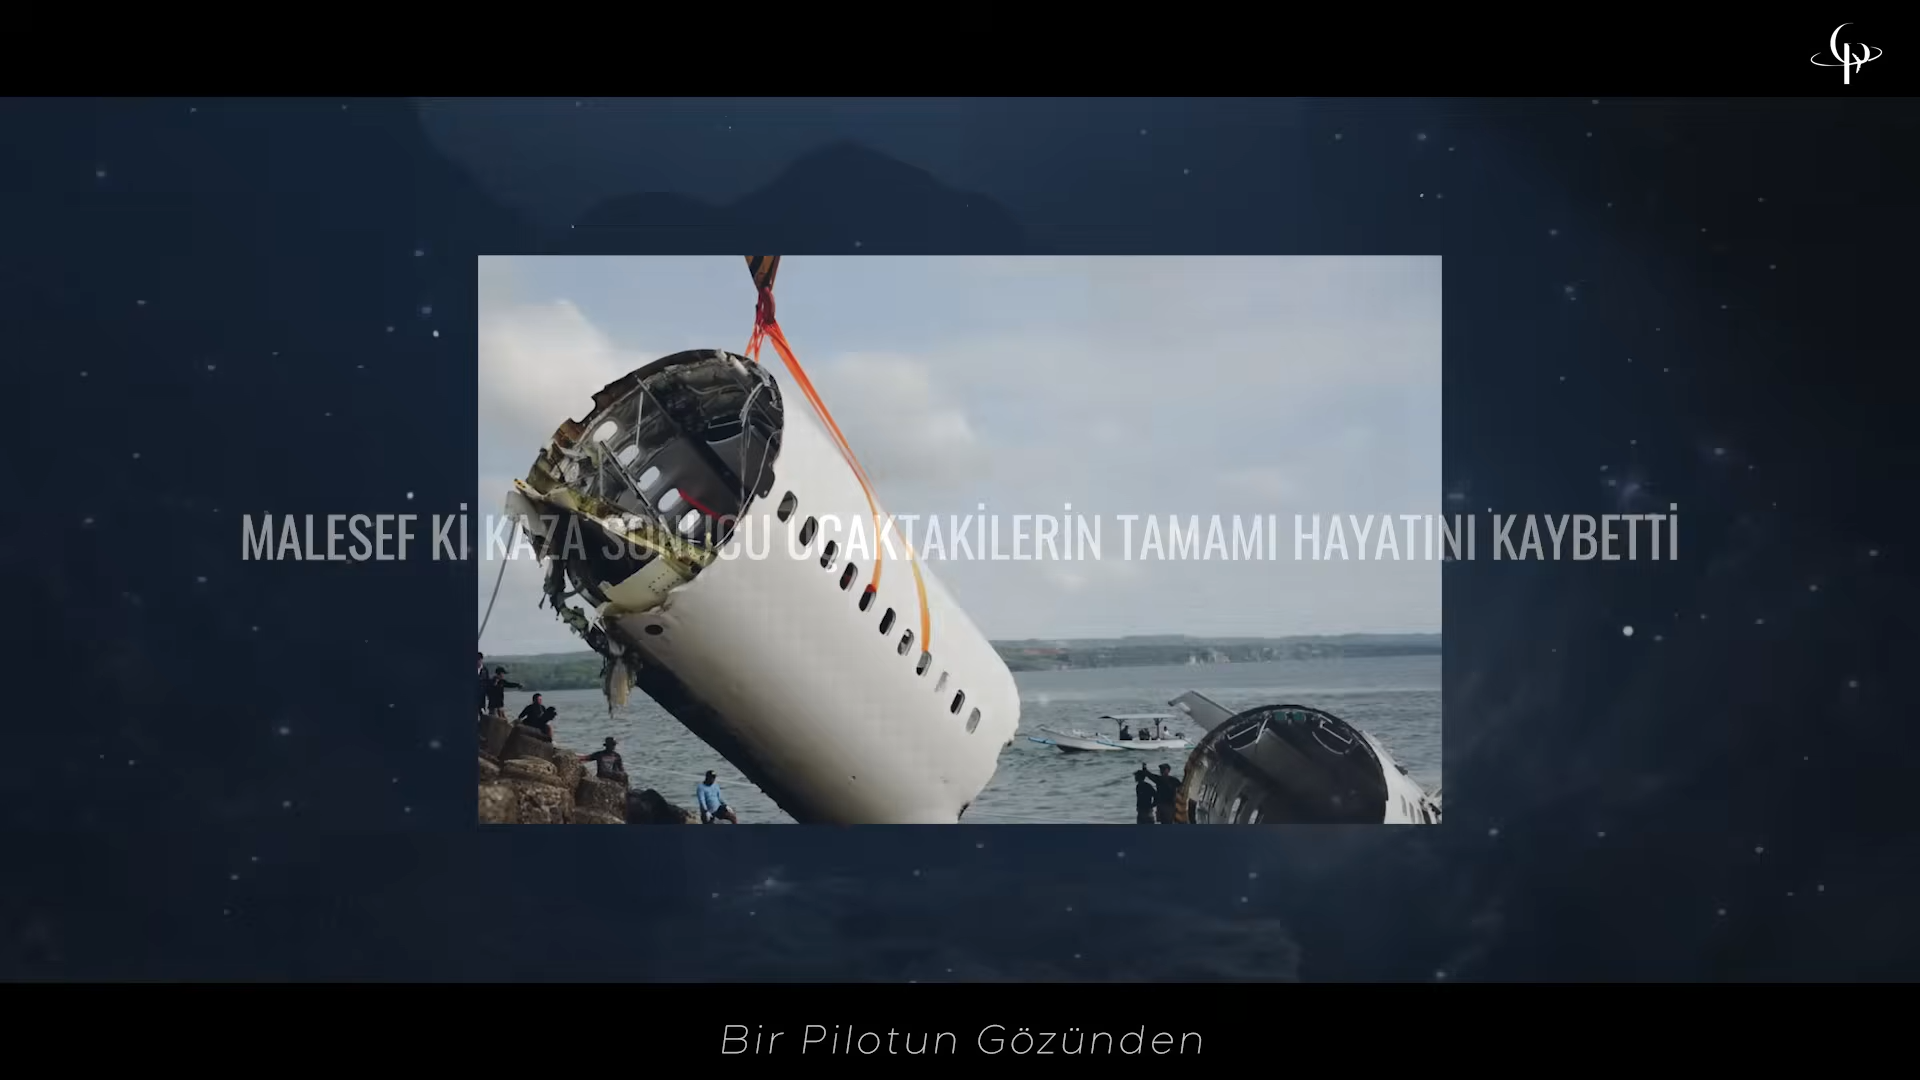 MALESEF Kİ KAZA SONUCU UÇAKTAKİLERİN TAMAMI HAYATINI KAYBETTİ
Bir Pilotun Gözünden